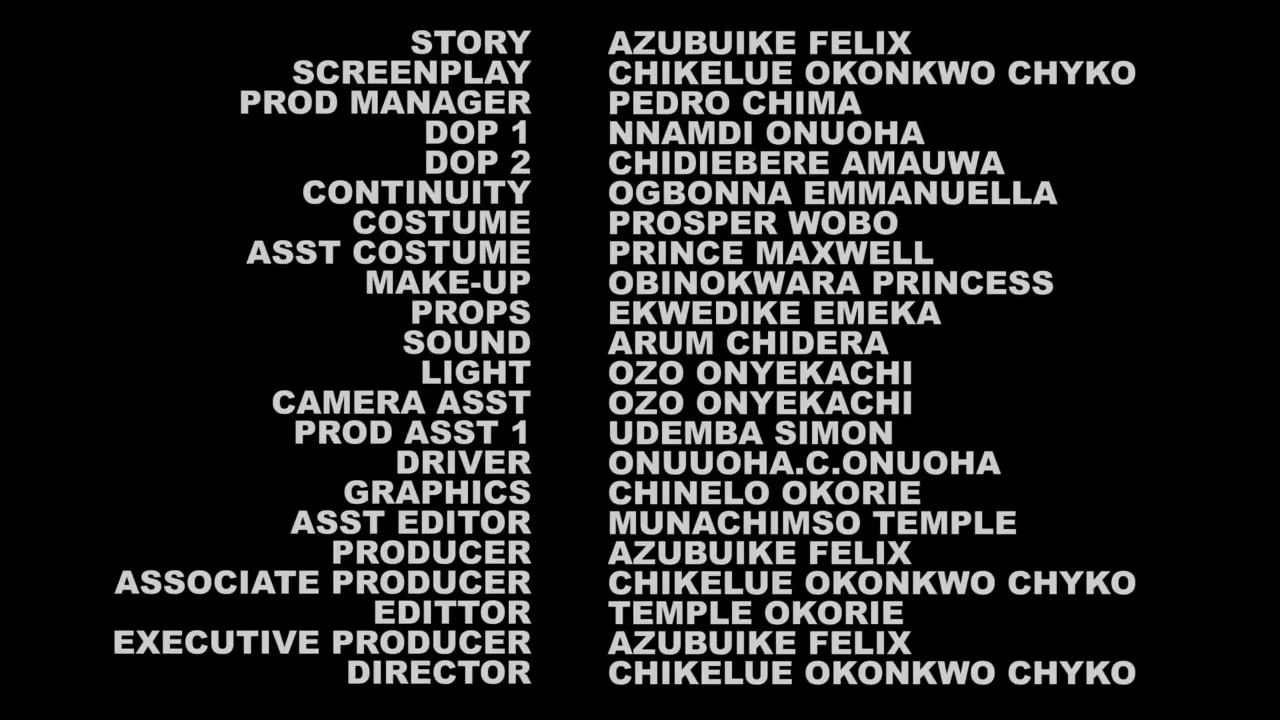 STORY AZUBUIKE FELIX
SCREENPLAY CHIKELUE OKONKWO CHYKO
PROD MANAGER PEDRO CHIMA
DOP 1 NNAMDI ONUOHA
DOP 2 CHIDIEBERE AMAUWA
CONTINUITY OGBONNA EMMANUELLA
COSTUME PROSPER WOBO
ASST COSTUME PRINCE MAXWELL
MAKE-UP OBINOKWARA PRINCESS
PROPS EKWEDIKE EMEKA
SOUND ARUM CHIDERA
LIGHT OZO ONYEKACHI
CAMERA ASST OZO ONYEKACHI
PROD ASST 1 UDEMBA SIMON
DRIVER ONUUOHA.C.ONUOHA
GRAPHICS CHINELO OKORIE
ASST EDITOR MUNACHIMSO TEMPLE
PRODUCER AZUBUIKE FELIX
ASSOCIATE PRODUCER CHIKELUE OKONKWO CHYKO
EDITTOR TEMPLE OKORIE
EXECUTIVE PRODUCER AZUBUIKE FELIX
DIRECTOR CHIKELUE OKONKWO CHYKO